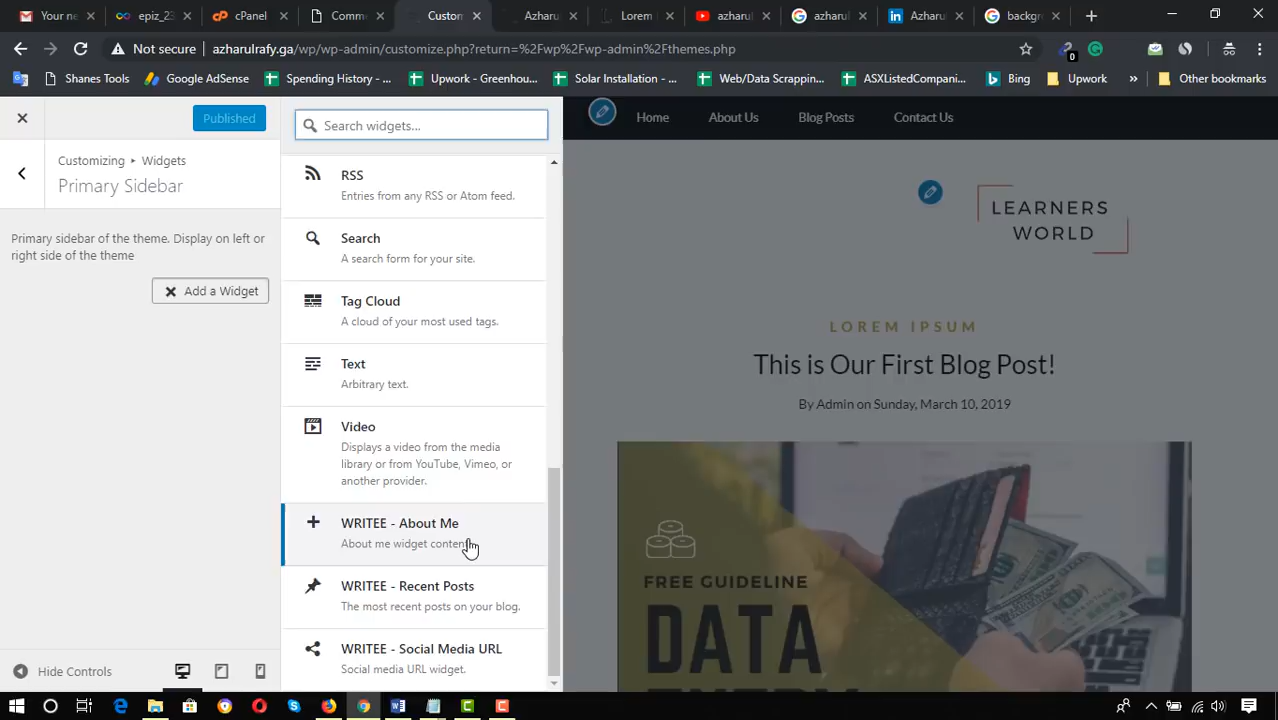 Your ne
epiz_23
cPanel
Comme
Custon
Azharu
Lorem
azharul
azharul
Azharul
backgr
Not secure
azharulrafy.ga/wp/wp-admin/customize.php?return=%2Fwp%2Fwp-admin%2Fthemes.php
0
Shanes Tools
Google AdSense
Spending History -...
Upwork - Greenhou...
Solar Installation -...
Web/Data Scrappin...
ASXListedCompani...
Bing
Upwork
»
Other bookmarks
Published
Search widgets...
Home
About Us
Blog Posts
Contact Us
Customizing ▸ Widgets
Primary Sidebar
Primary sidebar of the theme. Display on left or
right side of the theme
Add a Widget
RSS
Entries from any RSS or Atom feed.
Search
A search form for your site.
Tag Cloud
A cloud of your most used tags.
Text
Arbitrary text.
Video
Displays a video from the media
library or from YouTube, Vimeo, or
another provider.
WRITEE - About Me
About me widget content
WRITEE - Recent Posts
The most recent posts on your blog.
WRITEE - Social Media URL
Social media URL widget.
LEARNERS
WORLD
LOREM IPSUM
This is Our First Blog Post!
By Admin on Sunday, March 10, 2019
FREE GUIDELINE
DATA
ENTRY
Hide Controls